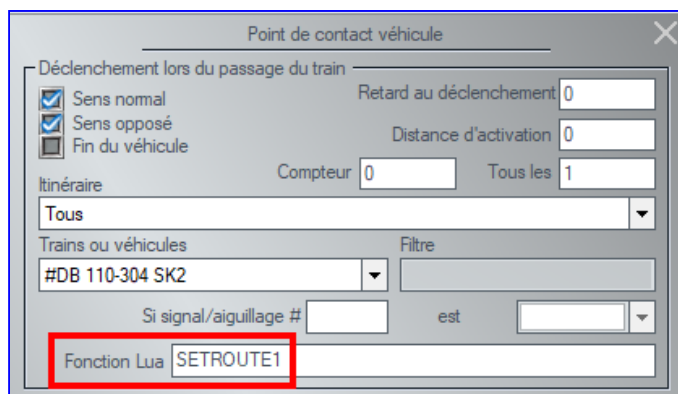 Point de contact véhicule
Déclenchement lors du passage du train
Sens normal
Retard au déclenchement 0
Sens opposé
Distance d'activation 0
Fin du véhicule
Compteur 0 Tous les 1
Itinéraire
Tous
Trains ou véhicules Filtre
#DB 110-304 SK2
Si signal/aiguillage # est
Fonction Lua SETROUTE1